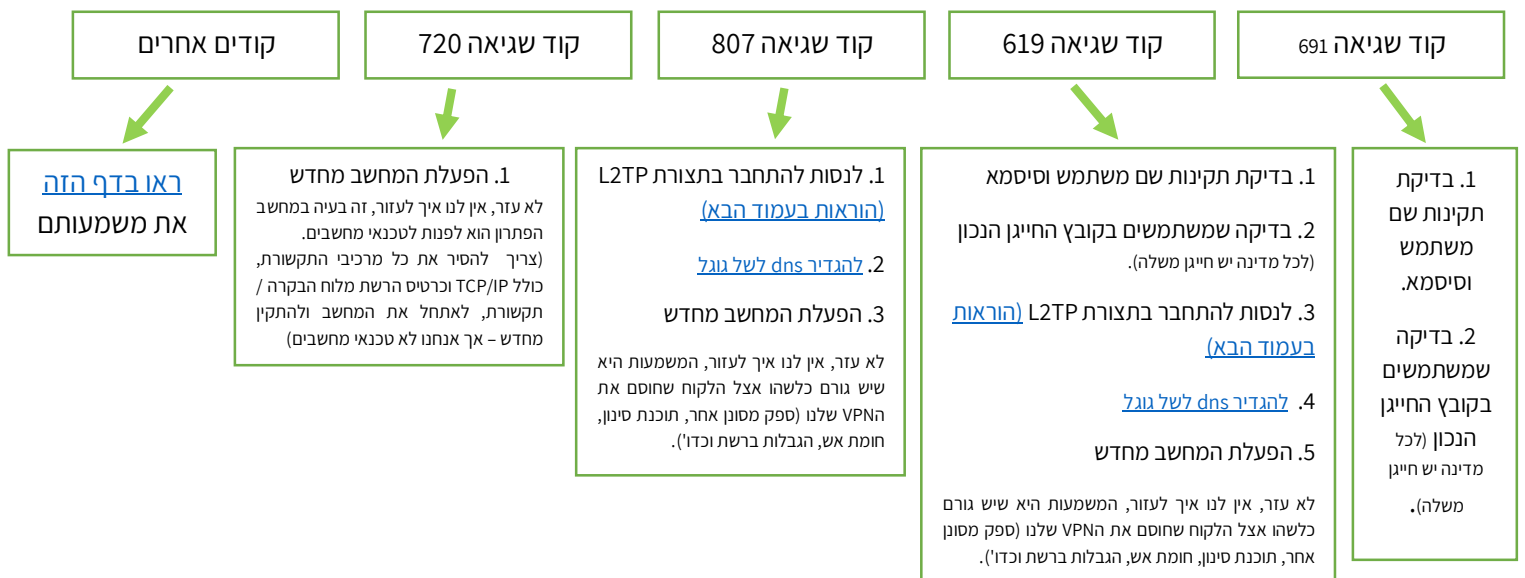 קוד שגיאה 691
קוד שגיאה 619
קוד שגיאה 807
קוד שגיאה 720
קודים אחרים
1. בדיקת
תקינות שם
משתמש
וסיסמא.
2. בדיקה
שמשתמשים
בקובץ החייגן
הנכון (לכל
מדינה יש חייגן
משלה).
1. בדיקת תקינות שם משתמש וסיסמא
2. בדיקה שמשתמשים בקובץ החייגן הנכון
(לכל מדינה יש חייגן משלה).
3. לנסות להתחבר בתצורת L2TP (הוראות
בעמוד הבא)
4. להגדיר dns לשל גוגל
5. הפעלת המחשב מחדש
לא עזר, אין לנו איך לעזור, המשמעות היא שיש גורם
כלשהו אצל הלקוח שחוסם את הVPN שלנו (ספק מסונן
אחר, תוכנת סינון, חומת אש, הגבלות ברשת וכדו').
1. לנסות להתחבר בתצורת L2TP
(הוראות בעמוד הבא)
2. להגדיר dns לשל גוגל
3. הפעלת המחשב מחדש
לא עזר, אין לנו איך לעזור, המשמעות היא
שיש גורם כלשהו אצל הלקוח שחוסם את
הVPN שלנו (ספק מסונן אחר, תוכנת סינון,
חומת אש, הגבלות ברשת וכדו').
1. הפעלת המחשב מחדש
לא עזר, אין לנו איך לעזור, זה בעיה במחשב
הפתרון הוא לפנות לטכנאי מחשבים.
(צריך להסיר את כל מרכיבי התקשורת,
כולל TCP/IP וכרטיס הרשת מלוח הבקרה /
תקשורת, לאתחל את המחשב ולהתקין
מחדש – אך אנחנו לא טכנאי מחשבים)
ראו בדף הזה
את משמעותם